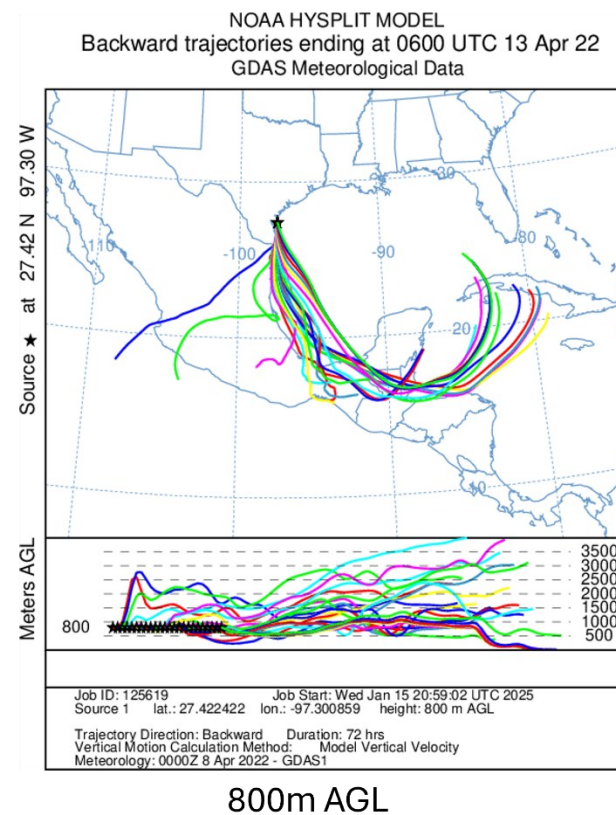 NOAA HYSPLIT MODEL
Backward trajectories ending at 0600 UTC 13 Apr 22
GDAS Meteorological Data
Source ★ at 27.42 N 97.30 W
-110
-100
-90
-80
30
20
10
Meters AGL
800
3500
3000
2500
2000
1500
1000
500
Job ID: 125619 Job Start: Wed Jan 15 20:59:02 UTC 2025
Source 1 lat.: 27.422422 lon.: -97.300859 height: 800 m AGL
Trajectory Direction: Backward Duration: 72 hrs
Vertical Motion Calculation Method: Model Vertical Velocity
Meteorology: 0000Z 8 Apr 2022 - GDAS1
800m AGL